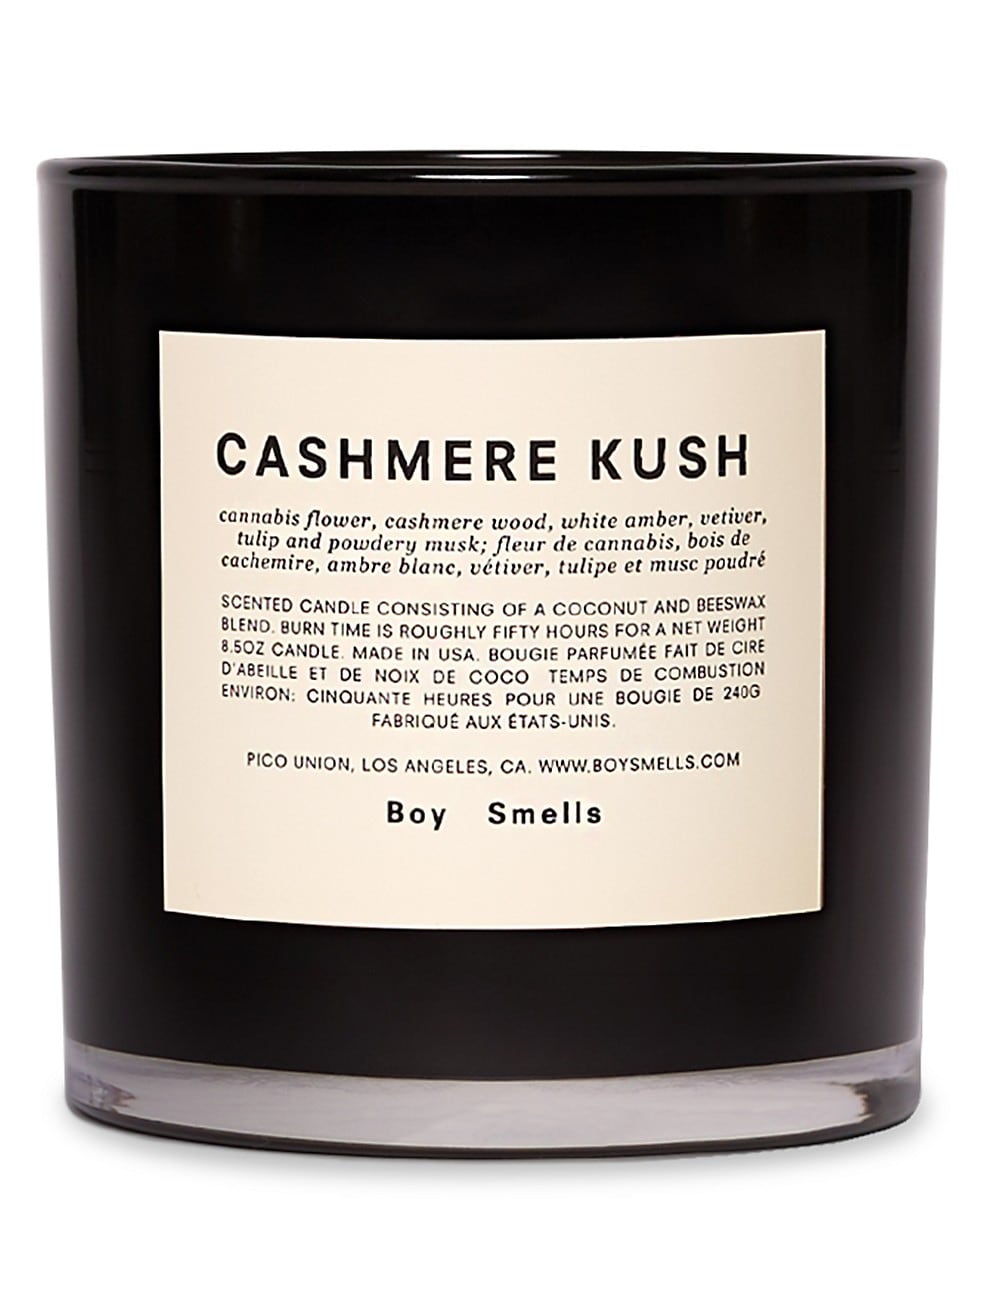 CASHMERE KUSH
cannabis flower, cashmere wood, white amber, vetiver,
tulip and powdery musk; fleur de cannabis, bois de
cachemire, ambre blanc, vétiver, tulipe et musc poudré
SCENTED CANDLE CONSISTING OF A COCONUT AND BEESWAX
BLEND. BURN TIME IS ROUGHLY FIFTY HOURS FOR A NET WEIGHT
8.5OZ CANDLE. MADE IN USA. BOUGIE PARFUMÉE FAIT DE CIRE
D'ABEILLE ET DE NOIX DE COCO TEMPS DE COMBUSTION
ENVIRON: CINQUANTE HEURES POUR UNE BOUGIE DE 240G
FABRIQUÉ AUX ÉTATS-UNIS.
PICO UNION, LOS ANGELES, CA. WWW.BOYSMELLS.COM
Boy Smells